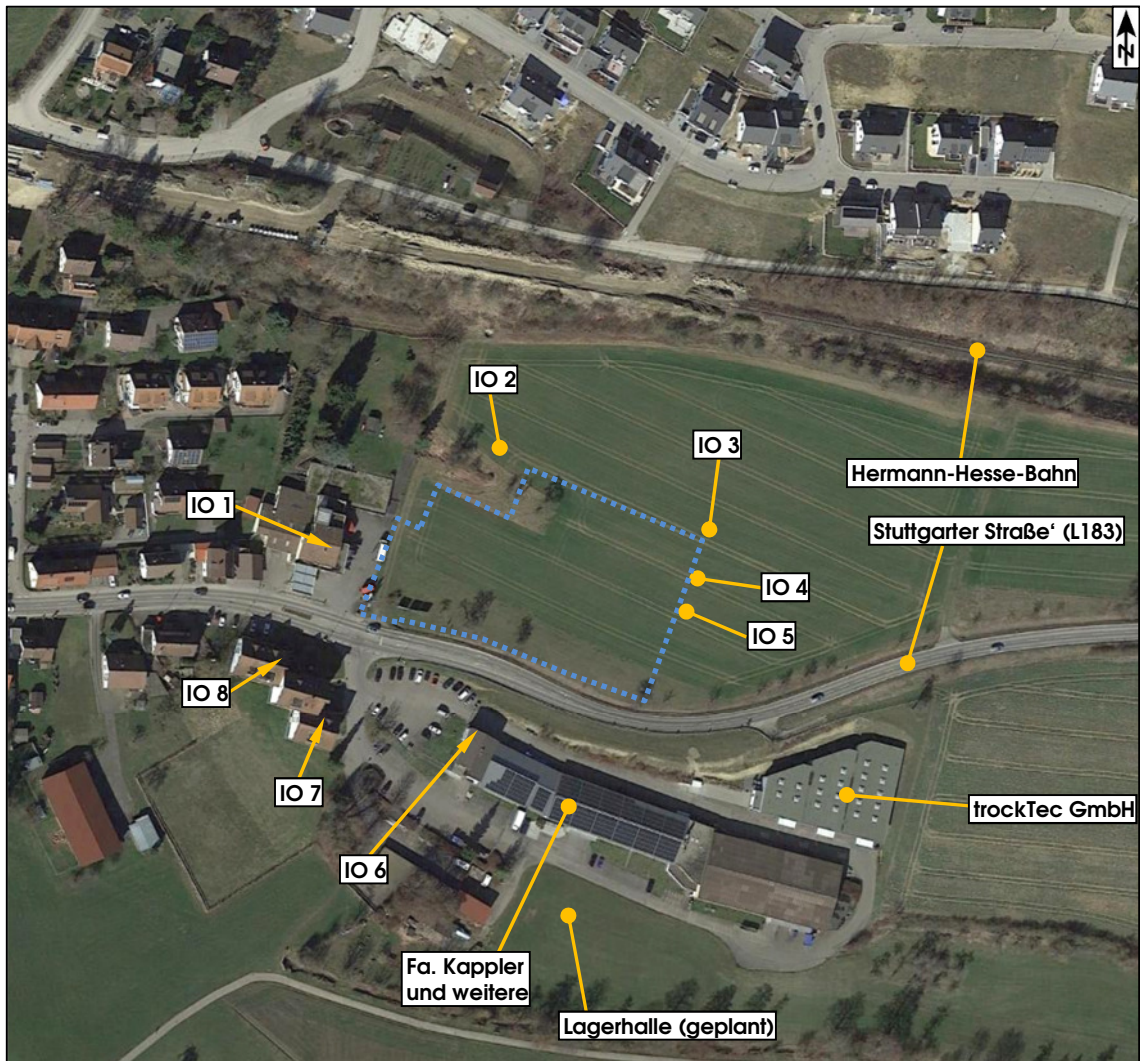 N
IO 2
IO 3
Hermann-Hesse-Bahn
IO 1
Stuttgarter Straße‘ (L183)
IO 4
IO 5
IO 8
IO 7
trockTec GmbH
IO 6
Fa. Kappler
und weitere
Lagerhalle (geplant)